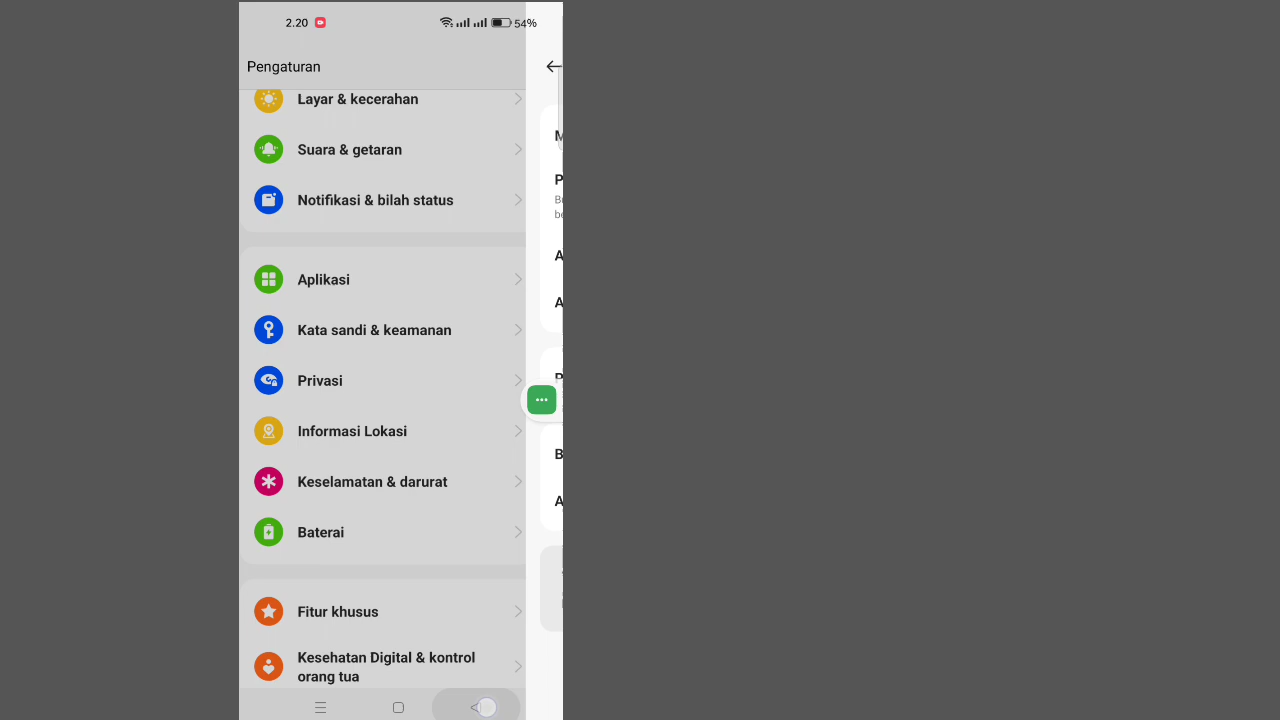 2.20
54%
Pengaturan
Layar & kecerahan
Suara & getaran
Notifikasi & bilah status
Aplikasi
Kata sandi & keamanan
Privasi
Informasi Lokasi
Keselamatan & darurat
Baterai
Fitur khusus
Kesehatan Digital & kontrol
orang tua